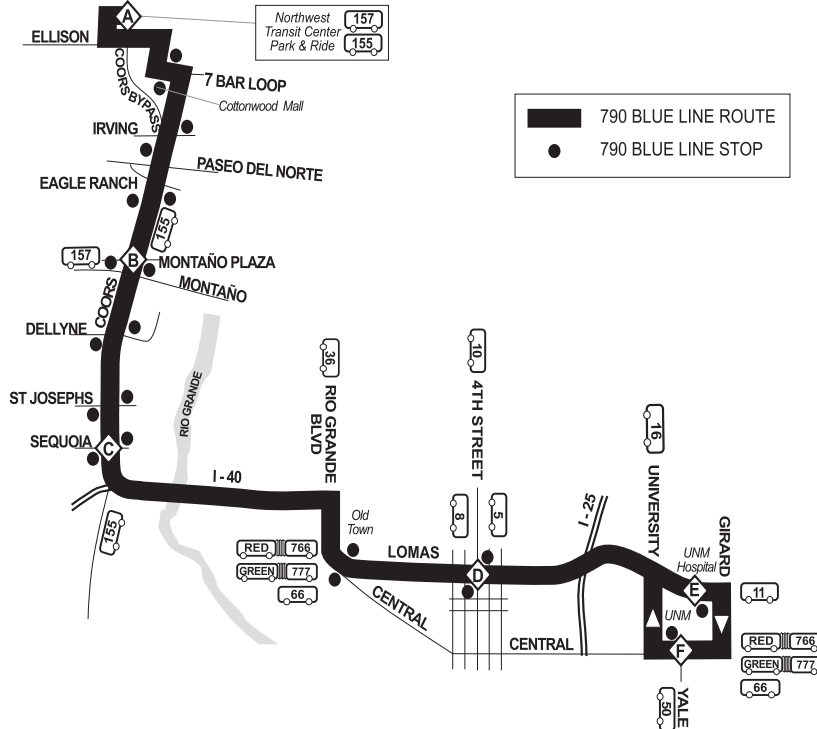 A
Northwest
Transit Center
Park & Ride
157
155
ELLISON
COORS BYPASS
7 BAR LOOP
Cottonwood Mall
790 BLUE LINE ROUTE
790 BLUE LINE STOP
IRVING
PASEO DEL NORTE
EAGLE RANCH
155
157
B
MONTAÑO PLAZA
MONTAÑO
COORS
DELLYNE
RIO GRANDE
ST JOSEPHS
SEQUOIA
C
155
I - 40
36
RIO GRANDE
BLVD
10
4TH STREET
16
UNIVERSITY
GIRARD
Old
Town
8
5
I - 25
RED 766
GREEN 777
66
LOMAS
D
CENTRAL
CENTRAL
UNM
Hospital
E
11
UNM
F
RED 766
GREEN 777
66
50
YALE